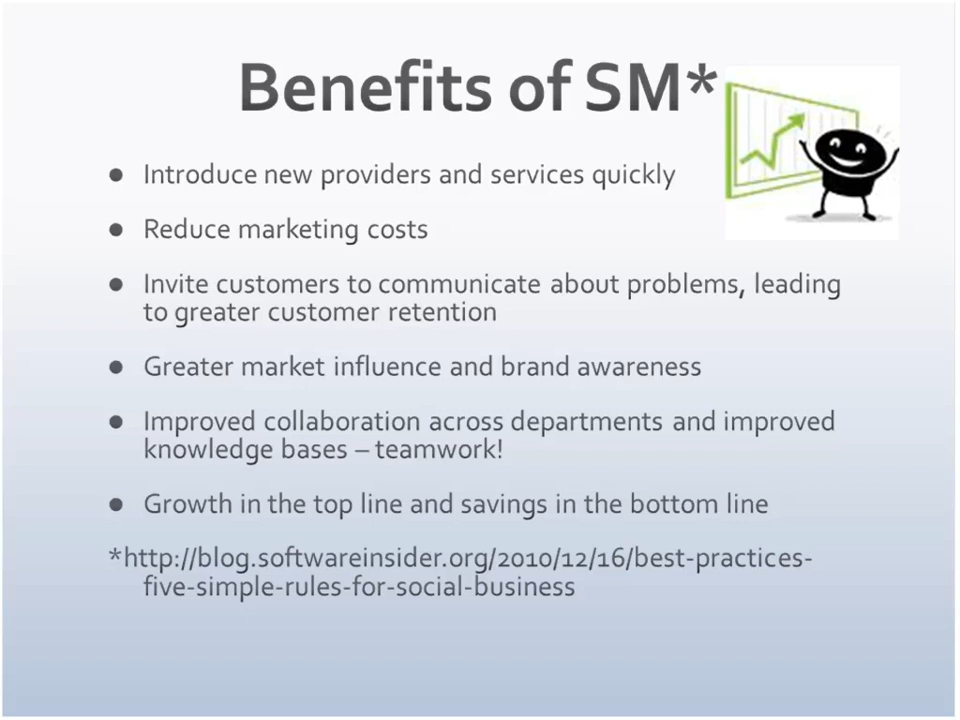 Benefits of SM*
● Introduce new providers and services quickly
● Reduce marketing costs
● Invite customers to communicate about problems, leading
to greater customer retention
● Greater market influence and brand awareness
● Improved collaboration across departments and improved
knowledge bases – teamwork!
● Growth in the top line and savings in the bottom line
*http://blog.softwareinsider.org/2010/12/16/best-practices-
five-simple-rules-for-social-business